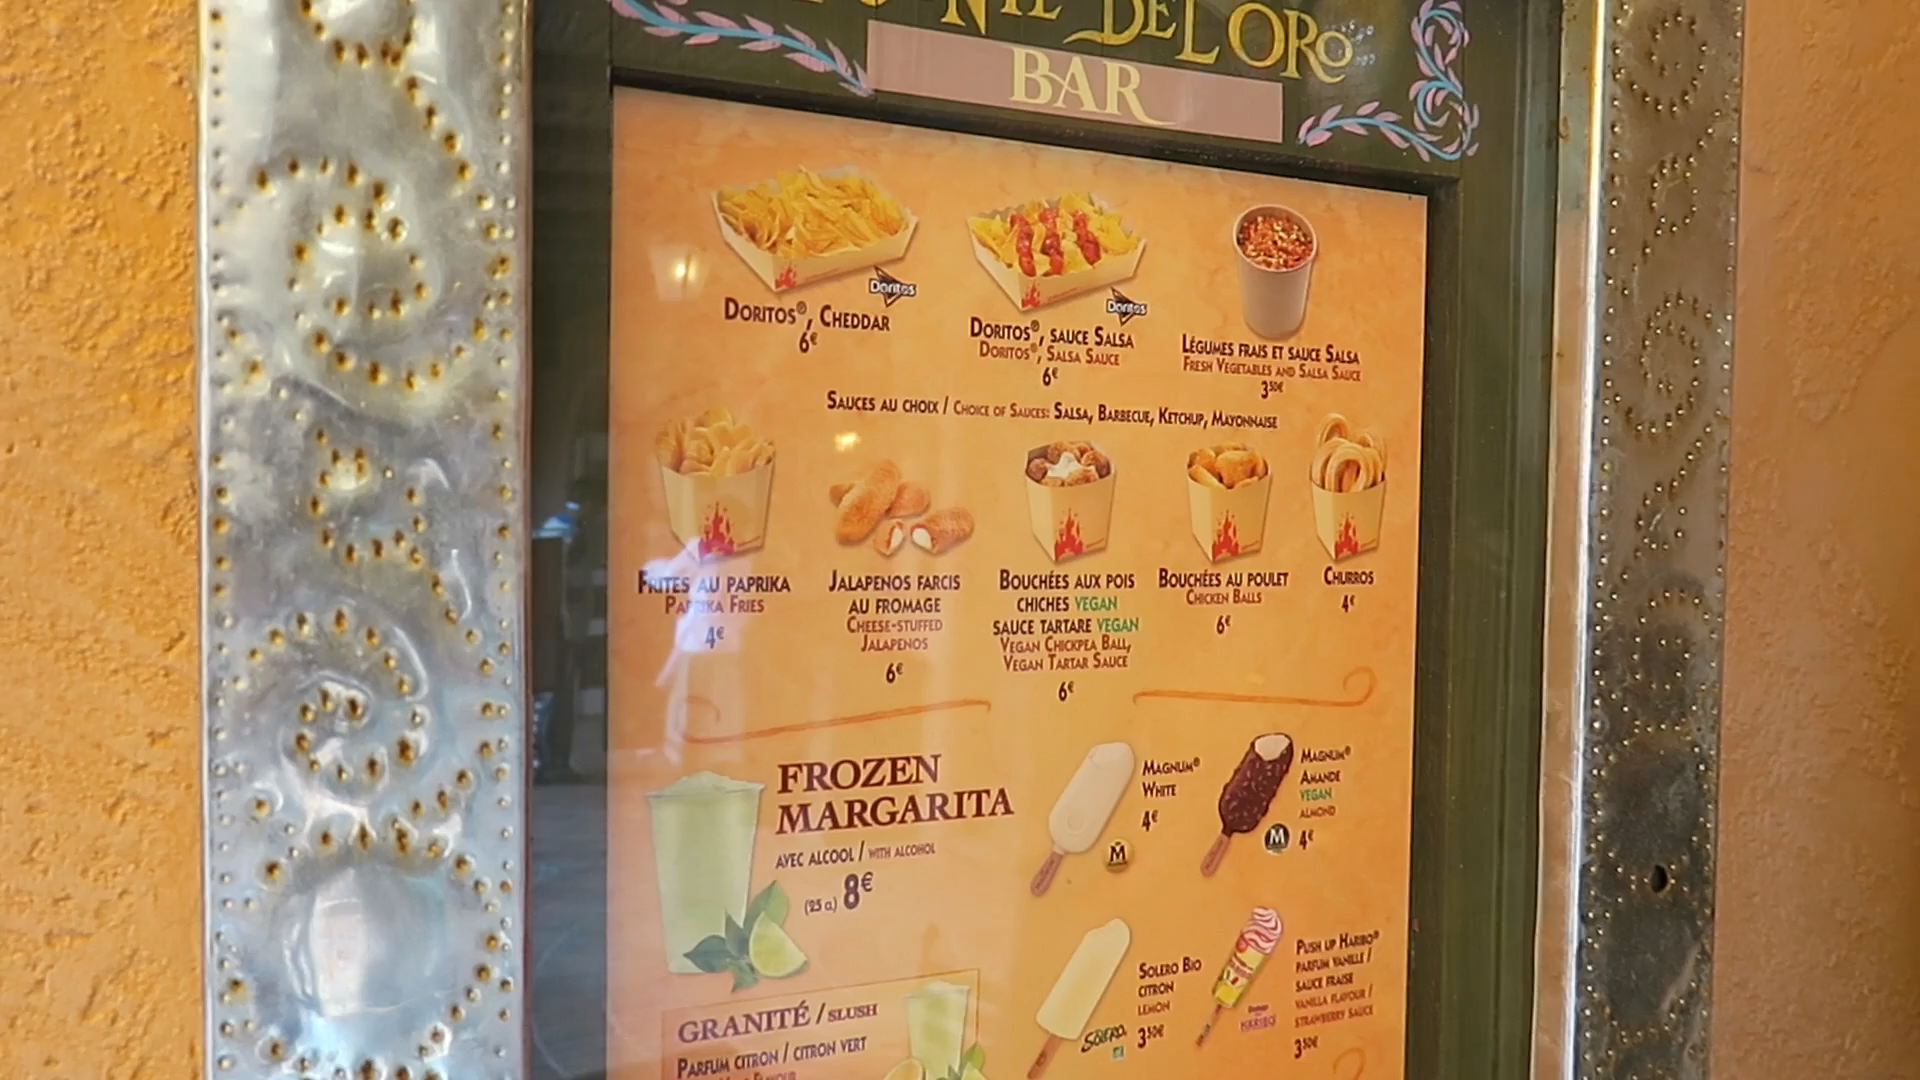 DEL ORO
BAR
Doritos
DORITOS®, CHEDDAR
6€
Doritos
DORITOS®, SAUCE SALSA
DORITOS®, SALSA SAUCE
6€
LÉGUMES FRAIS ET SAUCE SALSA
FRESH VEGETABLES AND SALSA SAUCE
3,50€
SAUCES AU CHOIX / CHOICE OF SAUCES: SALSA, BARBECUE, KETCHUP, MAYONNAISE
FRITES AU PAPRIKA
PAPRIKA FRIES
4€
JALAPENOS FARCIS
AU FROMAGE
CHEESE-STUFFED
JALAPENOS
6€
BOUCHÉES AUX POIS
CHICHES VEGAN
SAUCE TARTARE VEGAN
VEGAN CHICKPEA BALL,
VEGAN TARTAR SAUCE
6€
BOUCHÉES AU POULET
CHICKEN BALLS
6€
CHURROS
4€
FROZEN
MARGARITA
AVEC ALCOOL / WITH ALCOHOL
(25 CL) 8€
MAGNUM®
WHITE
4€
M
MAGNUM®
AMANDE
VEGAN
ALMOND
4€
M
SOLERO BIO
CITRON
LEMON
3,50€
Solero
PUSH UP HARIBO®
PARFUM VANILLE /
SAUCE FRAISE
VANILLA FLAVOUR /
STRAWBERRY SAUCE
3,50€
HARIBO
GRANITÉ / SLUSH
PARFUM CITRON / CITRON VERT